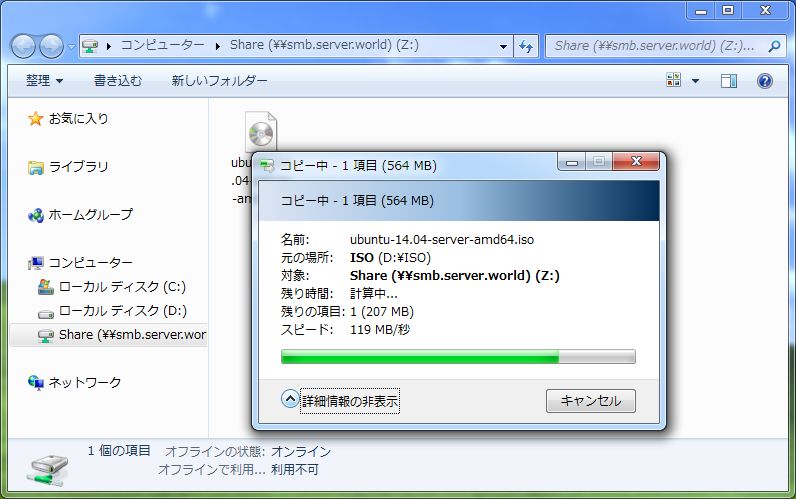 コンピューター ▸ Share (¥¥smb.server.world) (Z:)
Share (¥¥smb.server.world) (Z:)...
整理 書き込む 新しいフォルダー
お気に入り
ライブラリ
ホームグループ
コンピューター
ローカル ディスク (C:)
ローカル ディスク (D:)
Share (¥¥smb.server.wor
ネットワーク
ubu
.04-
-am
コピー中 - 1 項目 (564 MB)
コピー中 - 1 項目 (564 MB)
名前: ubuntu-14.04-server-amd64.iso
元の場所: ISO (D:¥ISO)
対象: Share (¥¥smb.server.world) (Z:)
残り時間: 計算中...
残りの項目: 1 (207 MB)
スピード: 119 MB/秒
詳細情報の非表示 キャンセル
1 個の項目 オフラインの状態: オンライン
オフラインで利用... 利用不可